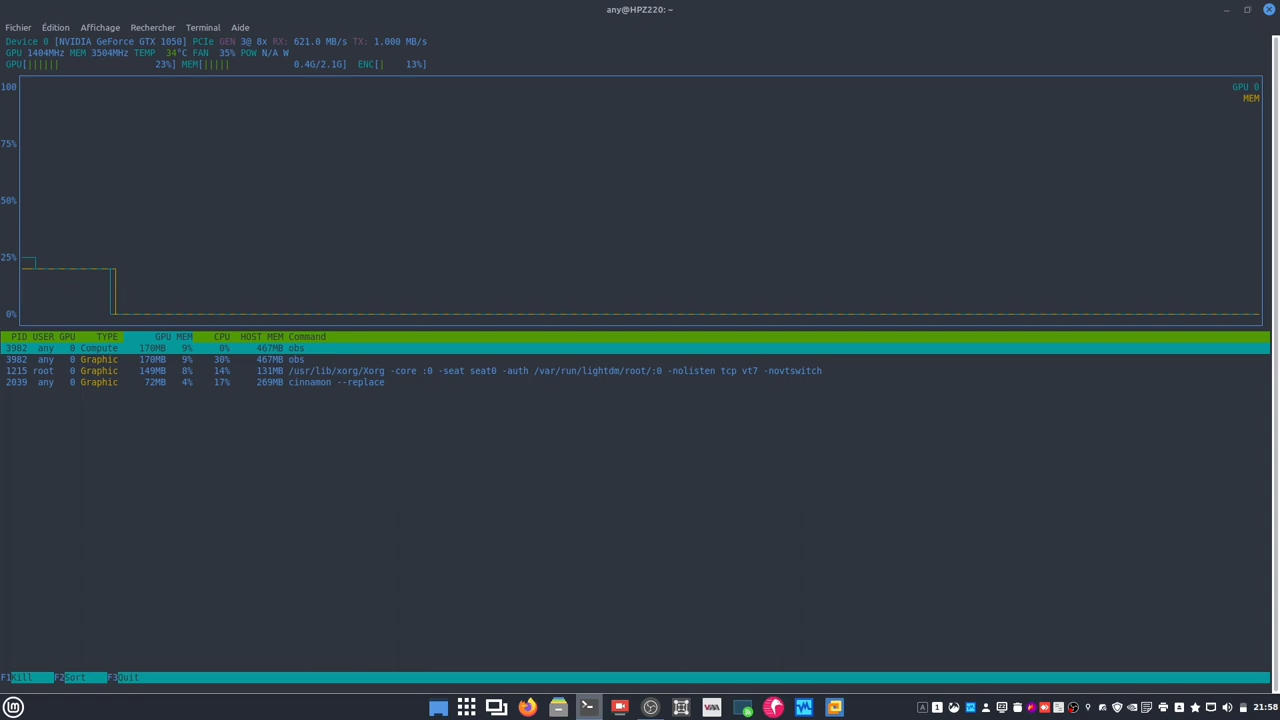 any@HPZ220: ~
Fichier Édition Affichage Rechercher Terminal Aide
Device 0 [NVIDIA GeForce GTX 1050] PCIe GEN 3@ 8x RX: 621.0 MB/s TX: 1.000 MB/s
GPU 1404MHz MEM 3504MHz TEMP 34°C FAN 35% POW N/A W
GPU[|||||| 23%] MEM[||||| 0.4G/2.1G] ENC[| 13%]
100
GPU 0
MEM
75%
50%
25%
0%
PID USER GPU TYPE GPU MEM CPU HOST MEM Command
3982 any 0 Compute 170MB 9% 0% 467MB obs
3982 any 0 Graphic 170MB 9% 30% 467MB obs
1215 root 0 Graphic 149MB 8% 14% 131MB /usr/lib/xorg/Xorg -core :0 -seat seat0 -auth /var/run/lightdm/root/:0 -nolisten tcp vt7 -novtswitch
2039 any 0 Graphic 72MB 4% 17% 269MB cinnamon --replace
F1Kill F2Sort F3Quit
A 1 21:58